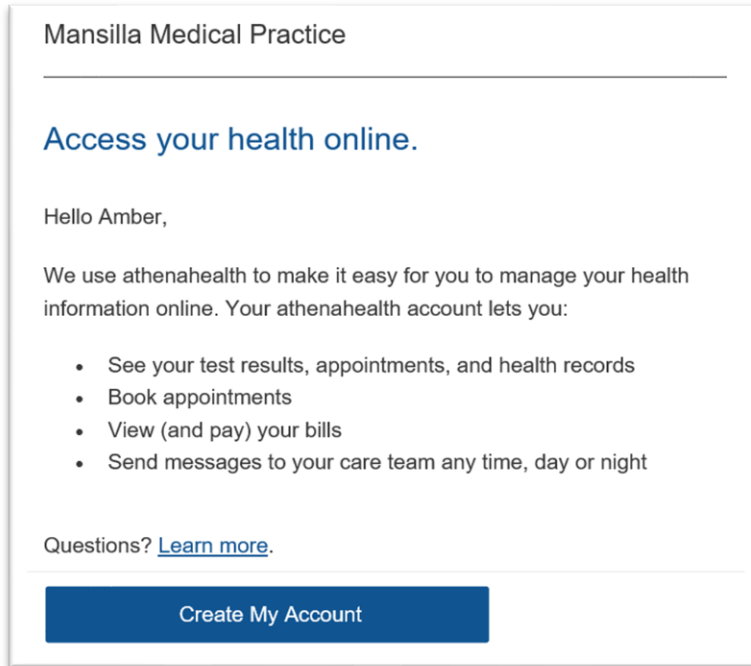 Mansilla Medical Practice
Access your health online.
Hello Amber,
We use athenahealth to make it easy for you to manage your health
information online. Your athenahealth account lets you:
• See your test results, appointments, and health records
• Book appointments
• View (and pay) your bills
• Send messages to your care team any time, day or night
Questions? Learn more.
Create My Account